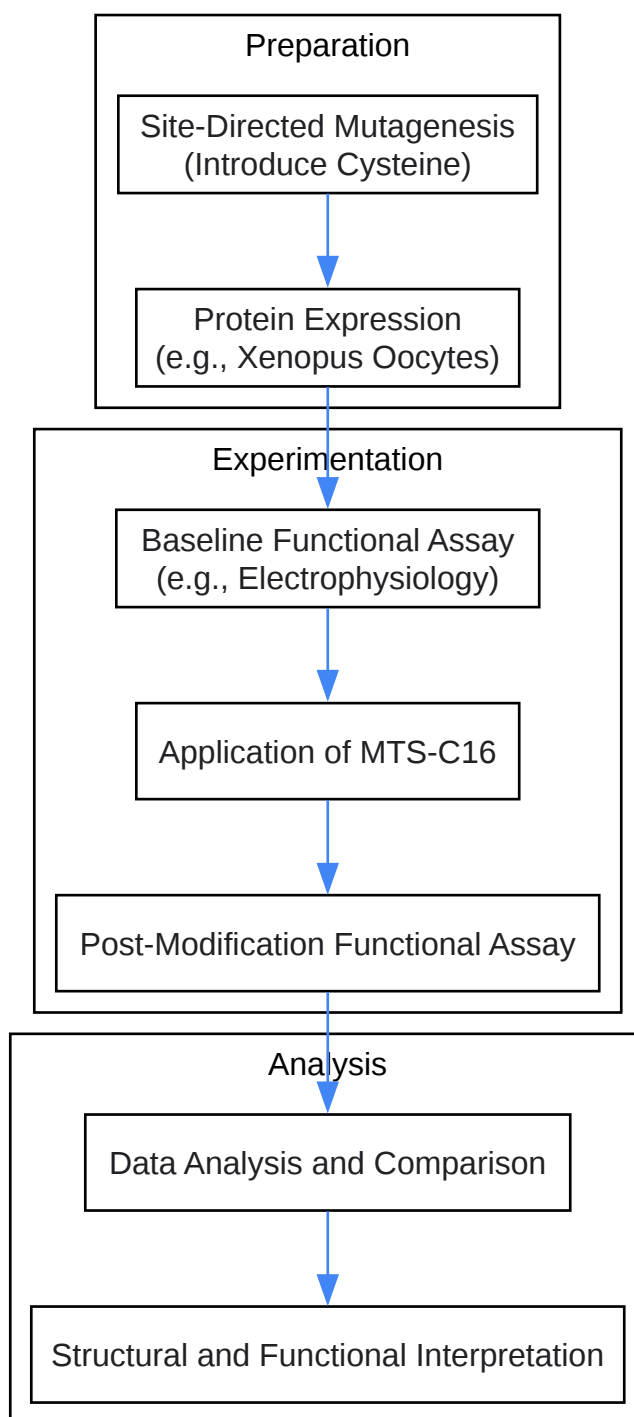 Preparation
Site-Directed Mutagenesis
(Introduce Cysteine)
Protein Expression
(e.g., Xenopus Oocytes)
Experimentation
Baseline Functional Assay
(e.g., Electrophysiology)
Application of MTS-C16
Post-Modification Functional Assay
Analysis
Data Analysis and Comparison
Structural and Functional Interpretation